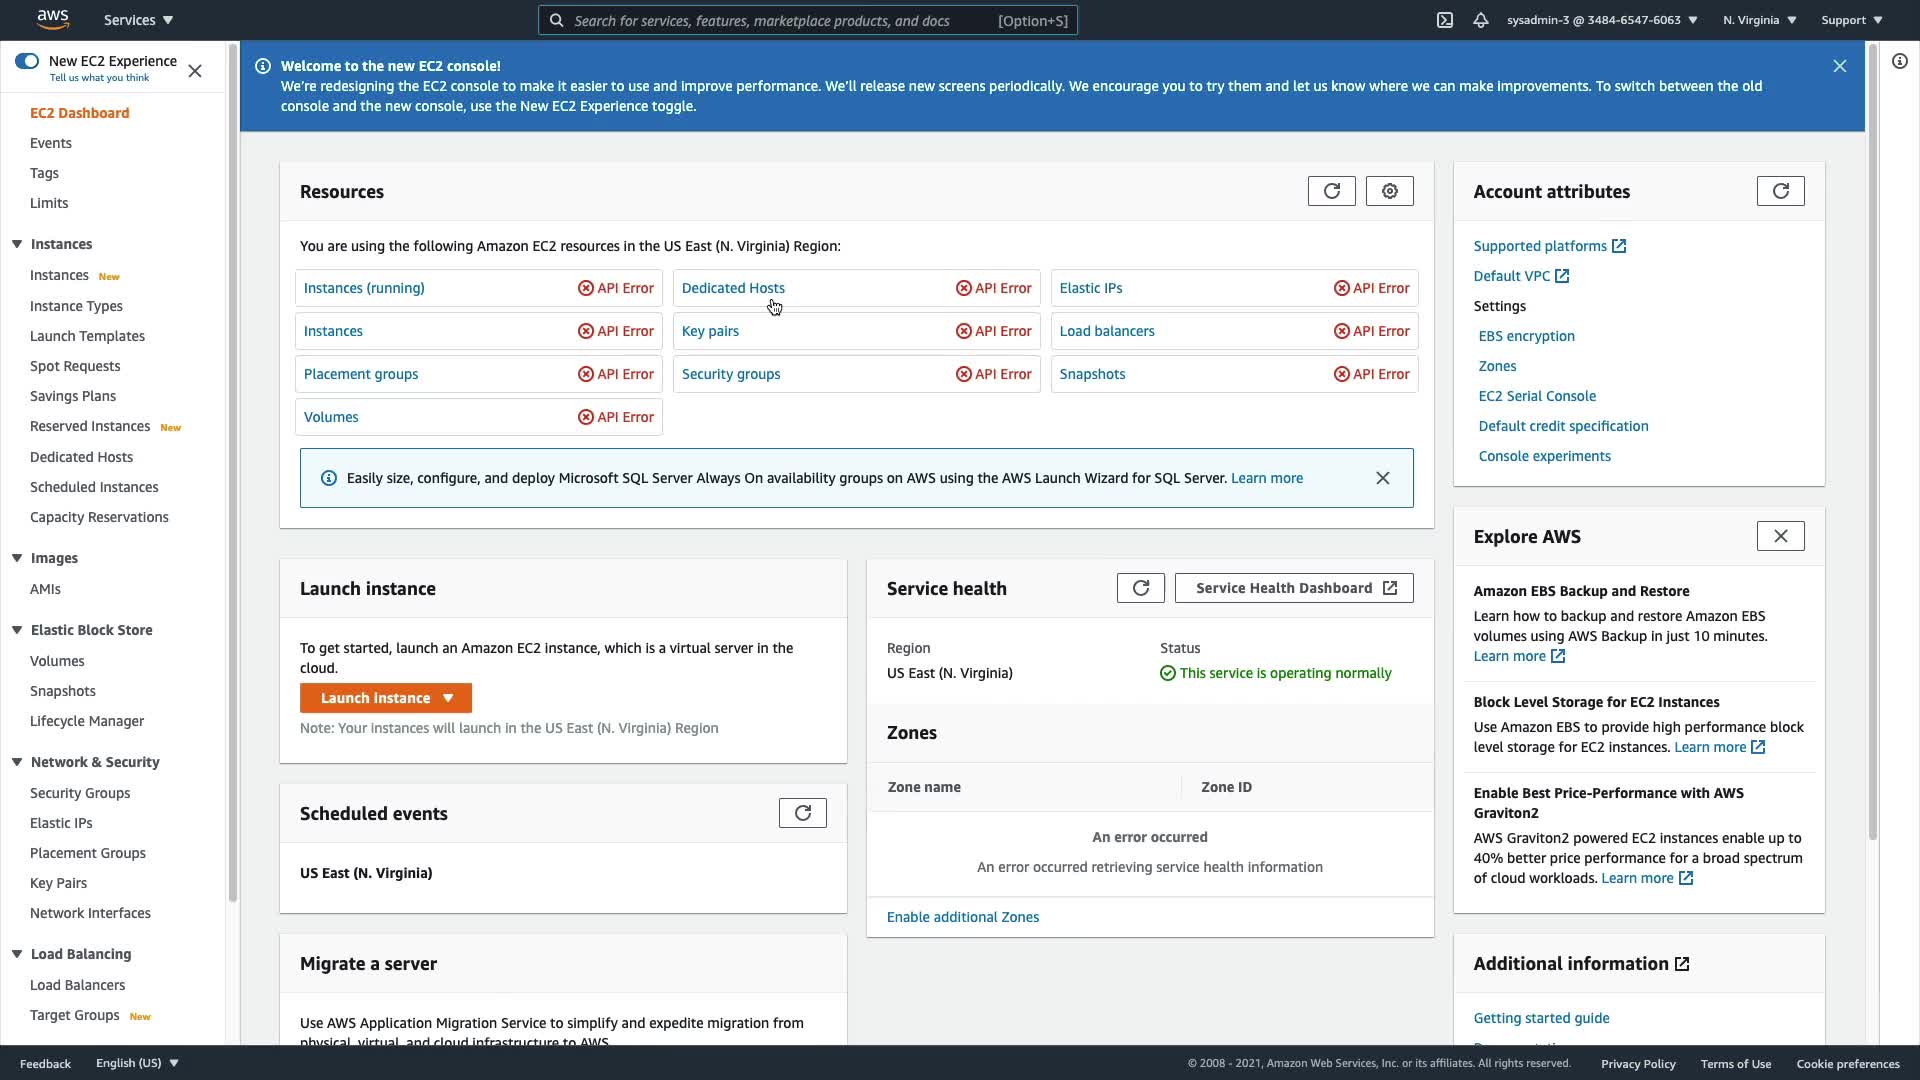 aws
Services
Search for services, features, marketplace products, and docs
[Option+S]
sysadmin-3 @ 3484-6547-6063
N. Virginia
Support
New EC2 Experience
Tell us what you think
EC2 Dashboard
Events
Tags
Limits
Instances
Instances New
Instance Types
Launch Templates
Spot Requests
Savings Plans
Reserved Instances New
Dedicated Hosts
Scheduled Instances
Capacity Reservations
Images
AMIs
Elastic Block Store
Volumes
Snapshots
Lifecycle Manager
Network & Security
Security Groups
Elastic IPs
Placement Groups
Key Pairs
Network Interfaces
Load Balancing
Load Balancers
Target Groups New
Welcome to the new EC2 console!
We're redesigning the EC2 console to make it easier to use and improve performance. We'll release new screens periodically. We encourage you to try them and let us know where we can make improvements. To switch between the old
console and the new console, use the New EC2 Experience toggle.
Resources
You are using the following Amazon EC2 resources in the US East (N. Virginia) Region:
Instances (running) API Error
Dedicated Hosts API Error
Elastic IPs API Error
Instances API Error
Key pairs API Error
Load balancers API Error
Placement groups API Error
Security groups API Error
Snapshots API Error
Volumes API Error
Easily size, configure, and deploy Microsoft SQL Server Always On availability groups on AWS using the AWS Launch Wizard for SQL Server. Learn more
Launch instance
To get started, launch an Amazon EC2 instance, which is a virtual server in the
cloud.
Launch instance
Note: Your instances will launch in the US East (N. Virginia) Region
Scheduled events
US East (N. Virginia)
Migrate a server
Use AWS Application Migration Service to simplify and expedite migration from
physical, virtual, and cloud infrastructure to AWS.
Service health
Service Health Dashboard
Region
US East (N. Virginia)
Status
This service is operating normally
Zones
Zone name
Zone ID
An error occurred
An error occurred retrieving service health information
Enable additional Zones
Account attributes
Supported platforms
Default VPC
Settings
EBS encryption
Zones
EC2 Serial Console
Default credit specification
Console experiments
Explore AWS
Amazon EBS Backup and Restore
Learn how to backup and restore Amazon EBS
volumes using AWS Backup in just 10 minutes.
Learn more
Block Level Storage for EC2 Instances
Use Amazon EBS to provide high performance block
level storage for EC2 instances. Learn more
Enable Best Price-Performance with AWS
Graviton2
AWS Graviton2 powered EC2 instances enable up to
40% better price performance for a broad spectrum
of cloud workloads. Learn more
Additional information
Getting started guide
Feedback
English (US)
© 2008 - 2021, Amazon Web Services, Inc. or its affiliates. All rights reserved.
Privacy Policy
Terms of Use
Cookie preferences